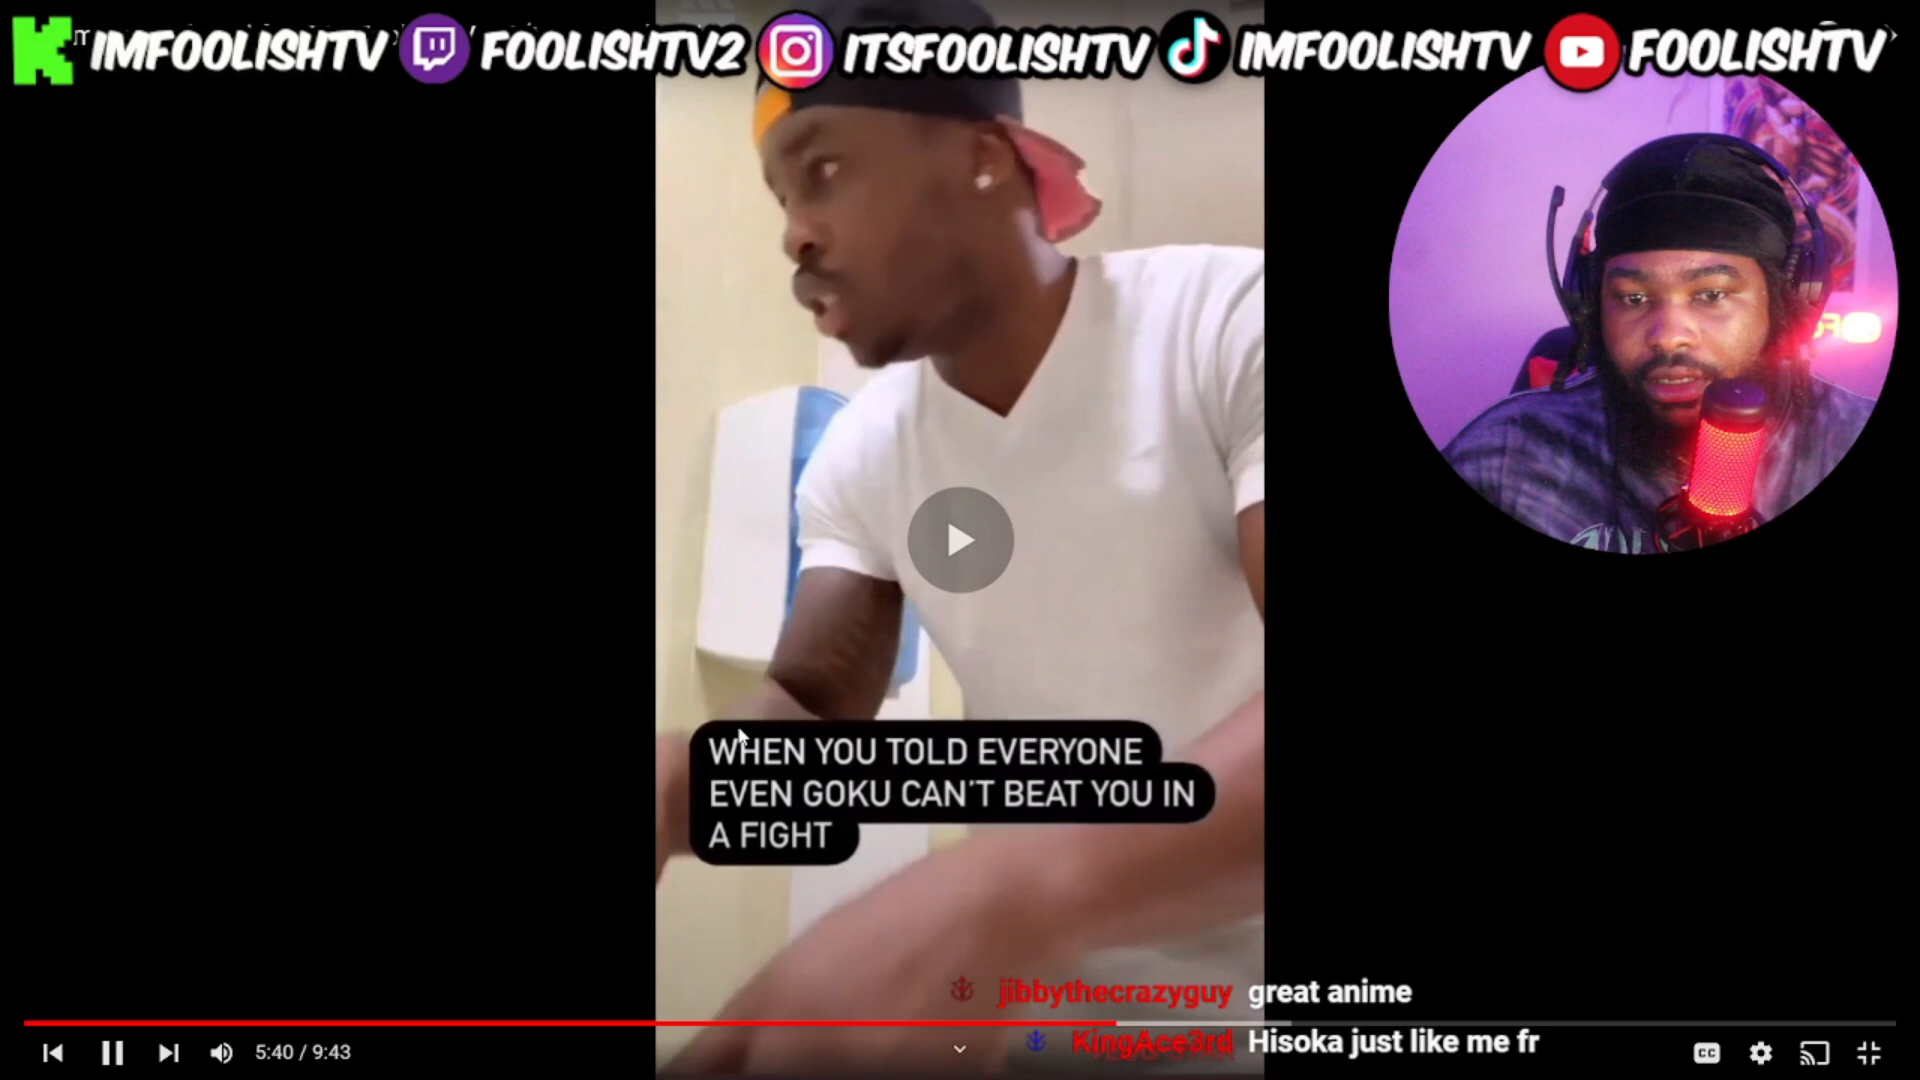 IMFOOLISHTV FOOLISHTV2 ITSFOOLISHTV IMFOOLISHTV FOOLISHTV
WHEN YOU TOLD EVERYONE
EVEN GOKU CAN'T BEAT YOU IN
A FIGHT
jibbythecrazyguy great anime
KingAce3rd Hisoka just like me fr
5:40 / 9:43
CC